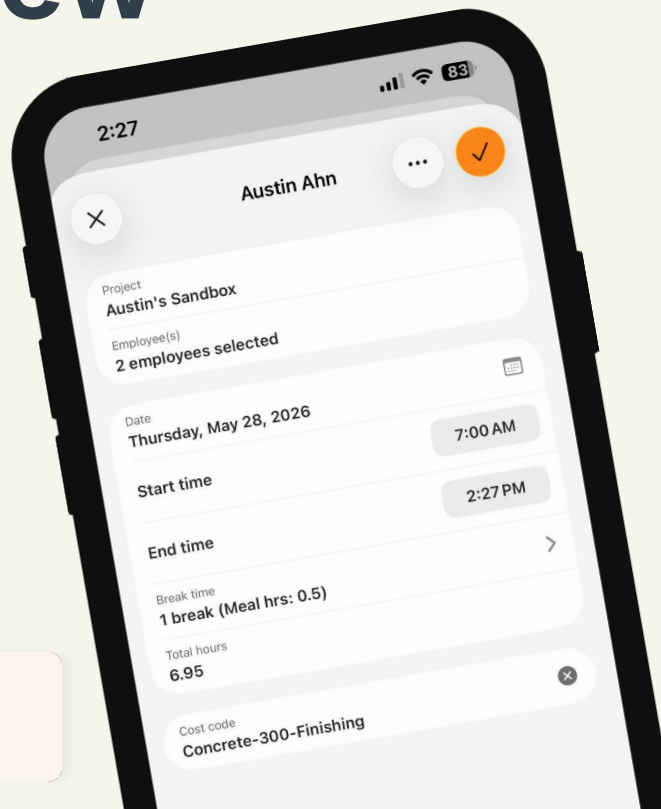 ew
2:27
83
Austin Ahn
Project
Austin's Sandbox
Employee(s)
2 employees selected
Date
Thursday, May 28, 2026
Start time
7:00 AM
End time
2:27 PM
Break time
1 break (Meal hrs: 0.5)
Total hours
6.95
Cost code
Concrete-300-Finishing